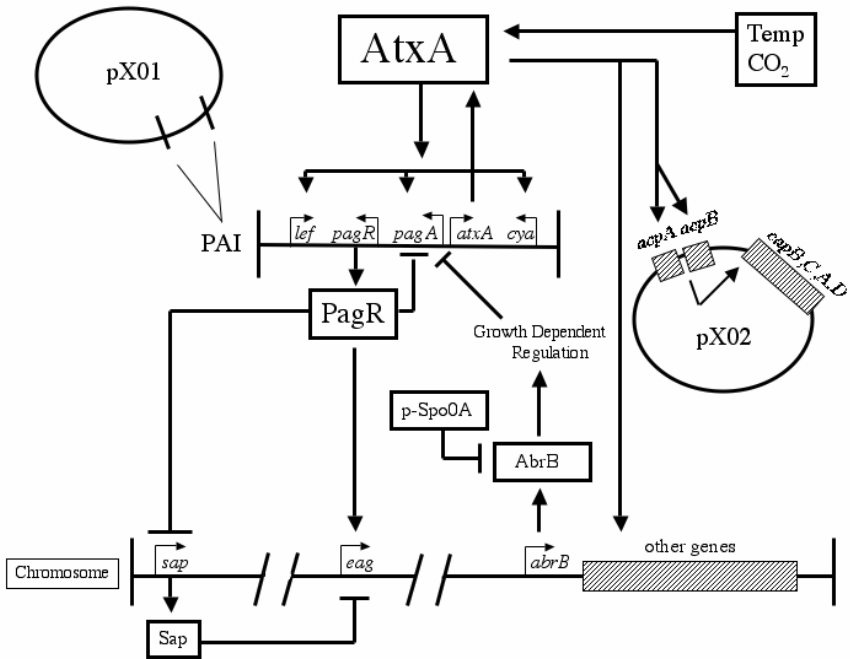 AtxA
Temp
CO₂
pX01
PAI
lef
pagR
pagA
atxA
cya
acpA
acpB
capB,C,A,D
pX02
PagR
Growth Dependent
Regulation
p-Spo0A
AbrB
Chromosome
sap
eag
abrB
other genes
Sap